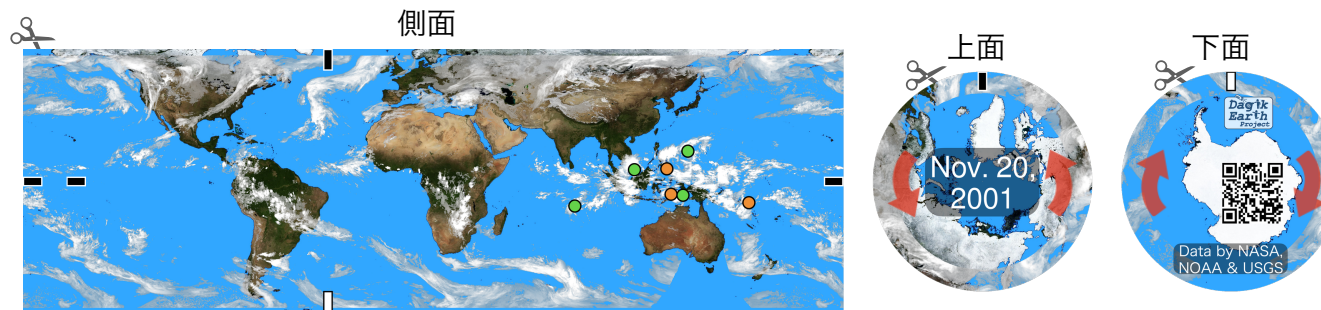 側面
上面
下面
Nov. 20,
2001
Dagik
Earth
Project
Data by NASA,
NOAA & USGS